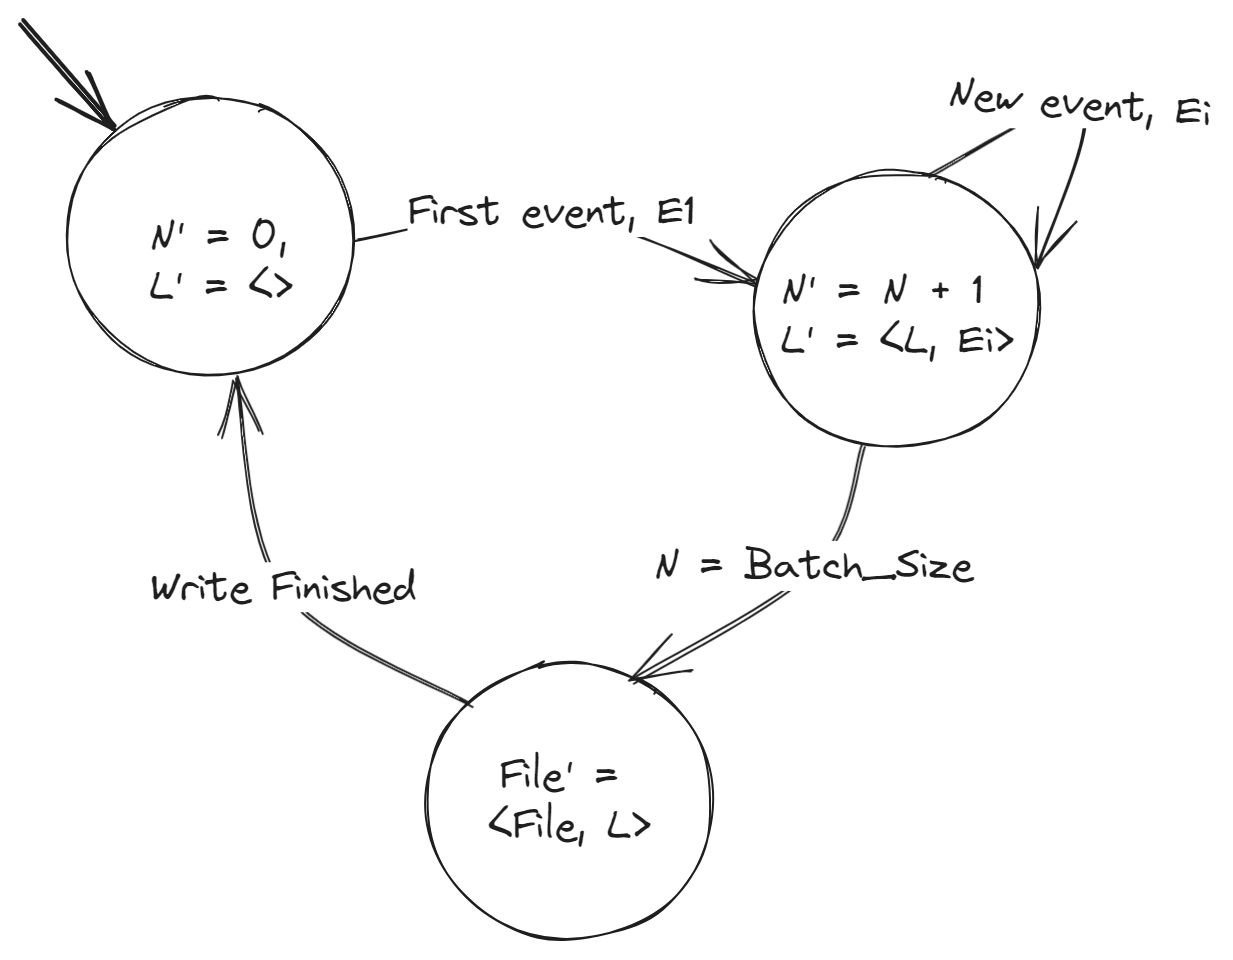 New event, Ei
First event, E1
N' = 0,
L' = <>
N' = N + 1
L' = <L, Ei>
N = Batch_Size
Write Finished
File' =
<File, L>